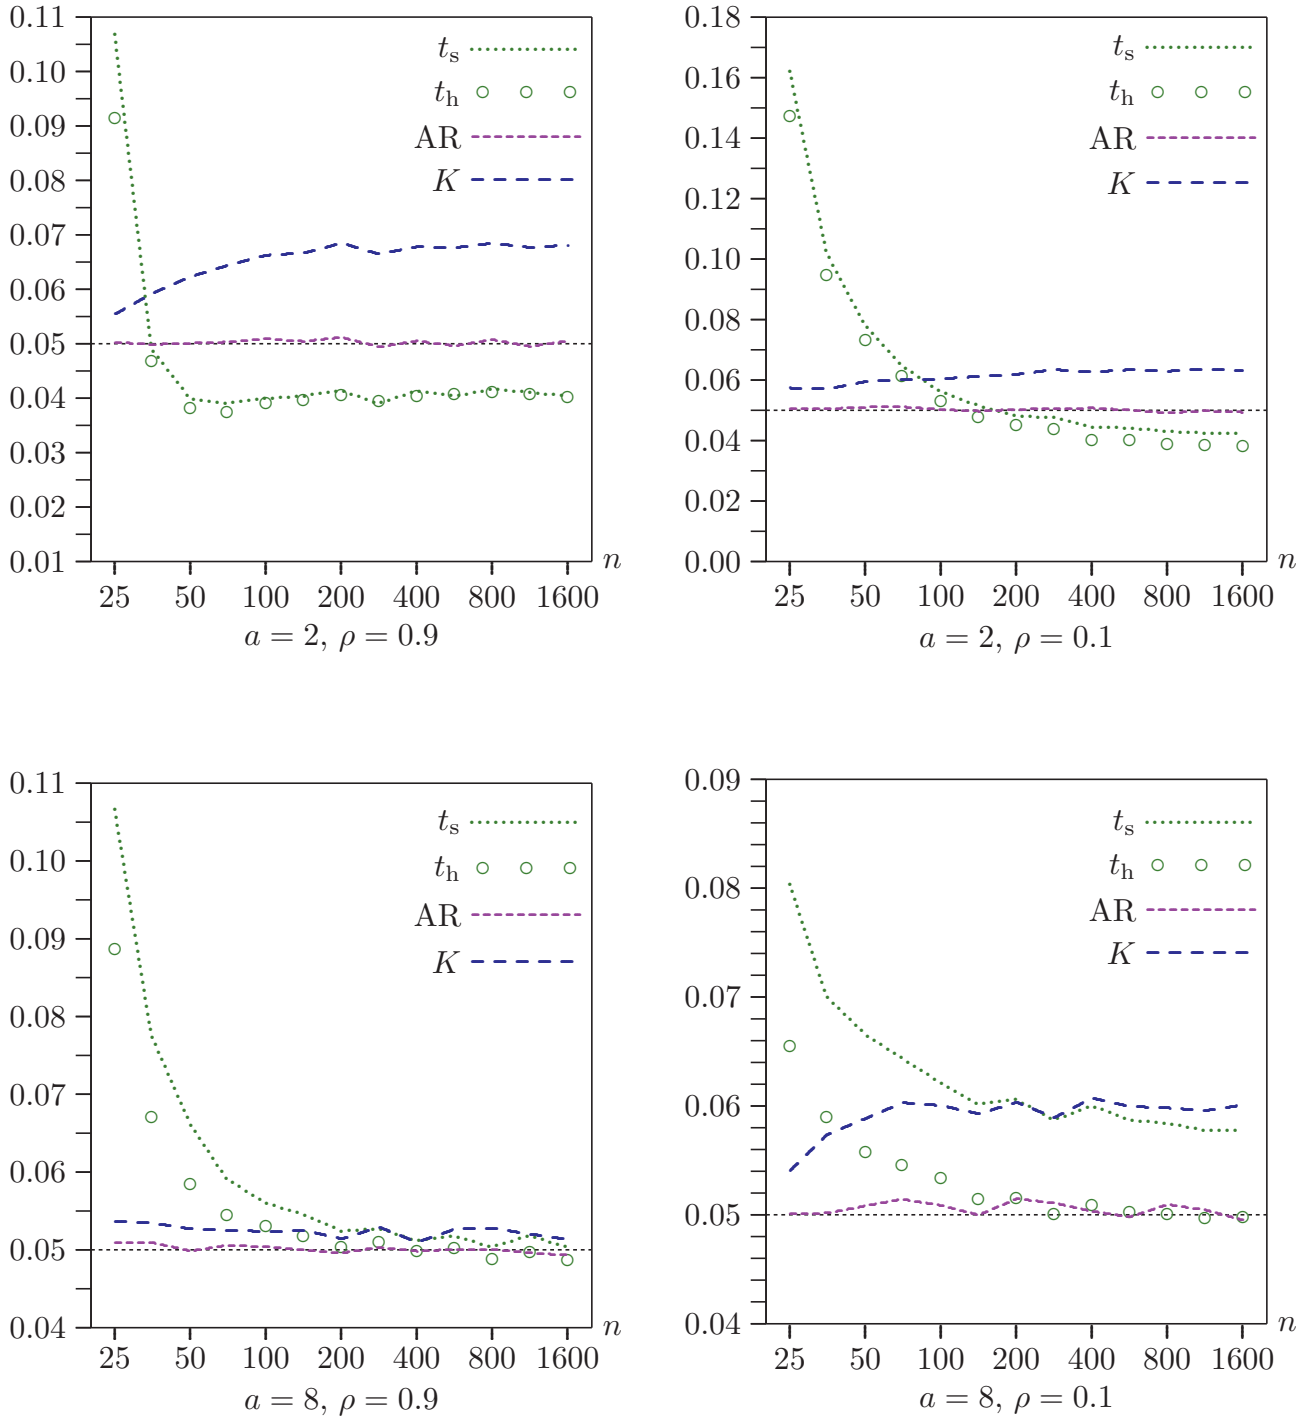 0.11
0.10
0.09
0.08
0.07
0.06
0.05
0.04
0.03
0.02
0.01
t_s
t_h
AR
K
25 50 100 200 400 800 1600
n
a = 2, ρ = 0.9
0.18
0.16
0.14
0.12
0.10
0.08
0.06
0.04
0.02
0.00
t_s
t_h
AR
K
25 50 100 200 400 800 1600
n
a = 2, ρ = 0.1
0.11
0.10
0.09
0.08
0.07
0.06
0.05
0.04
t_s
t_h
AR
K
25 50 100 200 400 800 1600
n
a = 8, ρ = 0.9
0.09
0.08
0.07
0.06
0.05
0.04
t_s
t_h
AR
K
25 50 100 200 400 800 1600
n
a = 8, ρ = 0.1